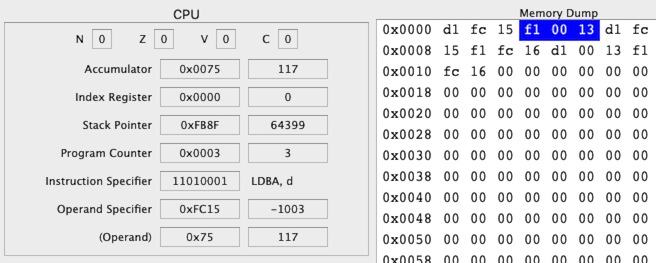 CPU
N 0 Z 0 V 0 C 0
Accumulator 0x0075 117
Index Register 0x0000 0
Stack Pointer 0xFB8F 64399
Program Counter 0x0003 3
Instruction Specifier 11010001 LDBA, d
Operand Specifier 0xFC15 -1003
(Operand) 0x75 117
Memory Dump
0x0000 d1 fc 15 f1 00 13 d1 fc
0x0008 15 f1 fc 16 d1 00 13 f1
0x0010 fc 16 00 00 00 00 00 00
0x0018 00 00 00 00 00 00 00 00
0x0020 00 00 00 00 00 00 00 00
0x0028 00 00 00 00 00 00 00 00
0x0030 00 00 00 00 00 00 00 00
0x0038 00 00 00 00 00 00 00 00
0x0040 00 00 00 00 00 00 00 00
0x0048 00 00 00 00 00 00 00 00
0x0050 00 00 00 00 00 00 00 00
0x0058 00 00 00 00 00 00 00 00